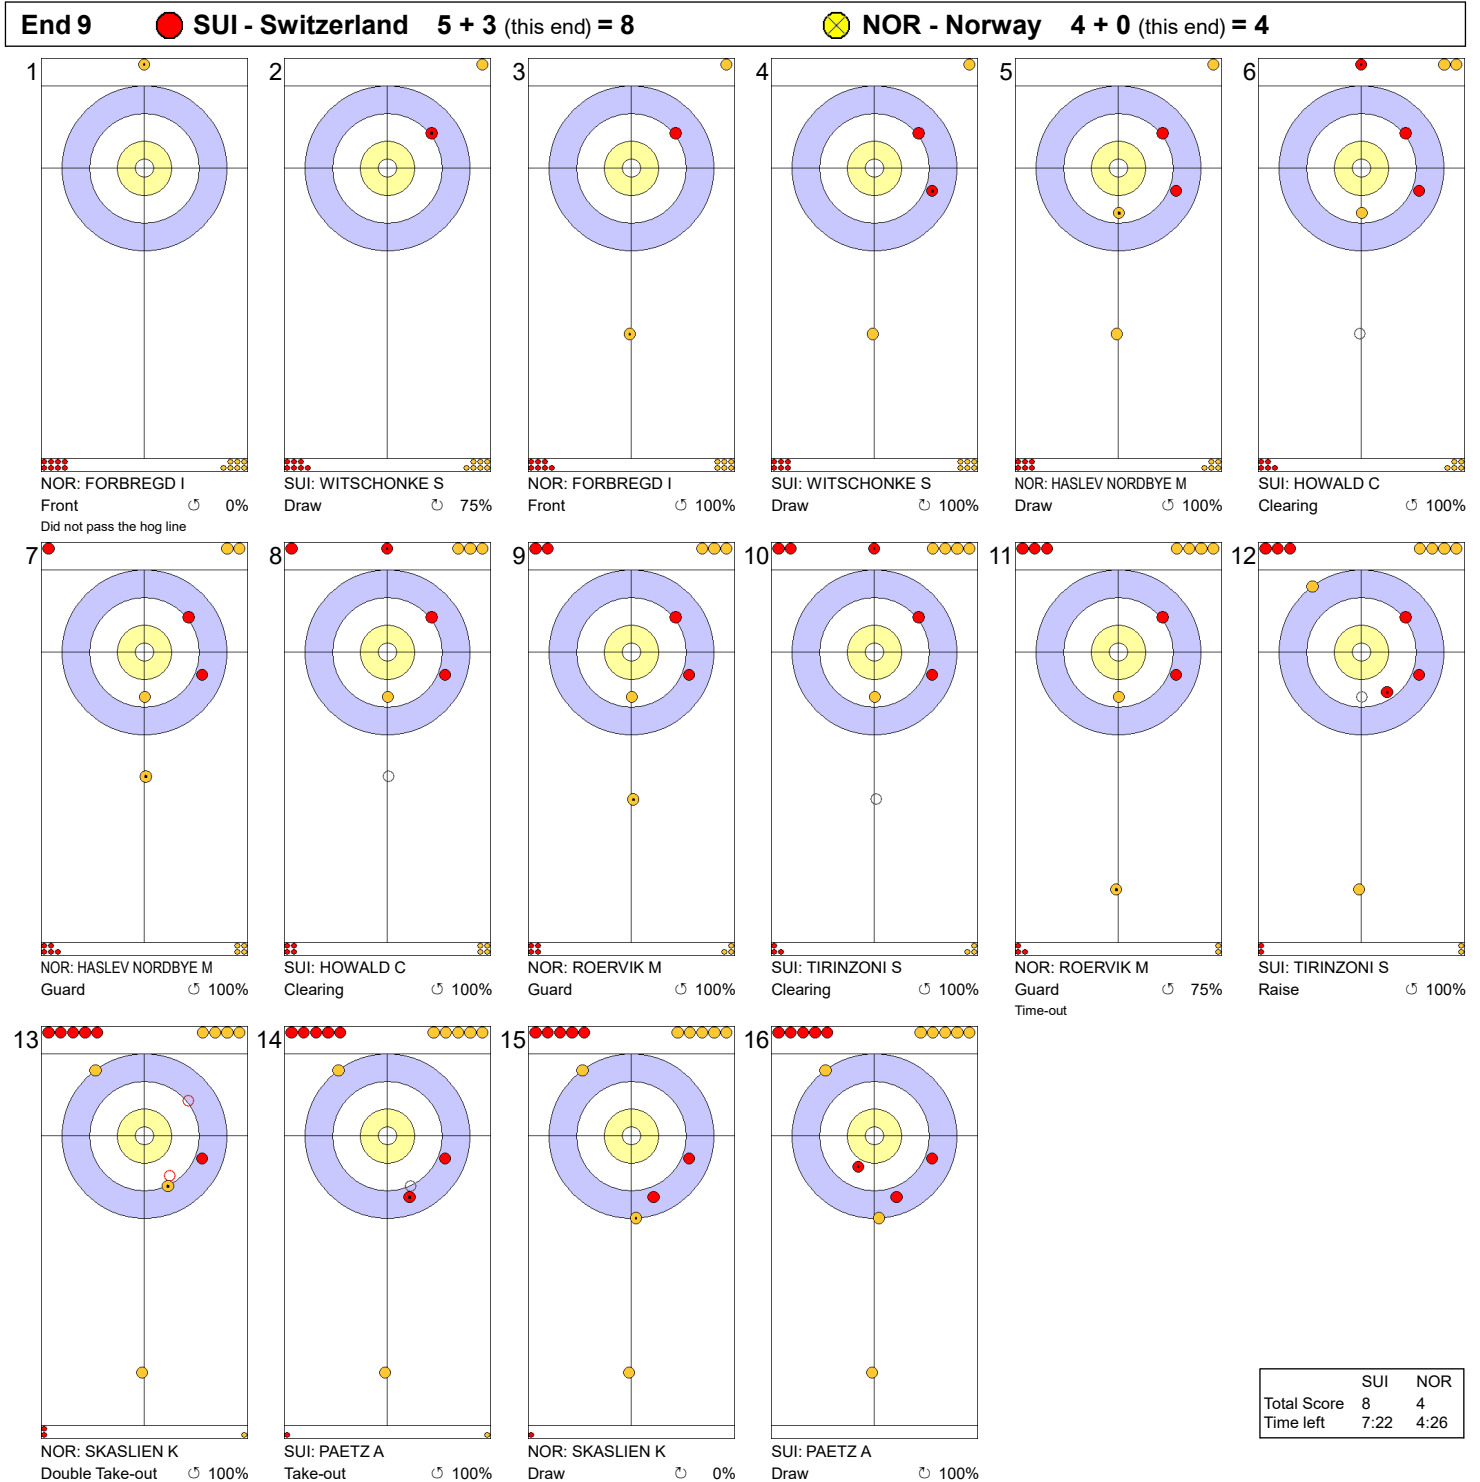 End 9 SUI - Switzerland 5 + 3 (this end) = 8 NOR - Norway 4 + 0 (this end) = 4
1 2 3 4 5 6
NOR: FORBREGD I SUI: WITSCHONKE S NOR: FORBREGD I SUI: WITSCHONKE S NOR: HASLEV NORDBYE M SUI: HOWALD C
Front ↺ 0% Draw ↻ 75% Front ↺ 100% Draw ↻ 100% Draw ↺ 100% Clearing ↺ 100%
Did not pass the hog line
7 8 9 10 11 12
NOR: HASLEV NORDBYE M SUI: HOWALD C NOR: ROERVIK M SUI: TIRINZONI S NOR: ROERVIK M SUI: TIRINZONI S
Guard ↺ 100% Clearing ↺ 100% Guard ↺ 100% Clearing ↺ 100% Guard ↺ 75% Raise ↺ 100%
Time-out
13 14 15 16
SUI NOR
Total Score 8 4
Time left 7:22 4:26
NOR: SKASLIEN K SUI: PAETZ A NOR: SKASLIEN K SUI: PAETZ A
Double Take-out ↺ 100% Take-out ↺ 100% Draw ↻ 0% Draw ↺ 100%